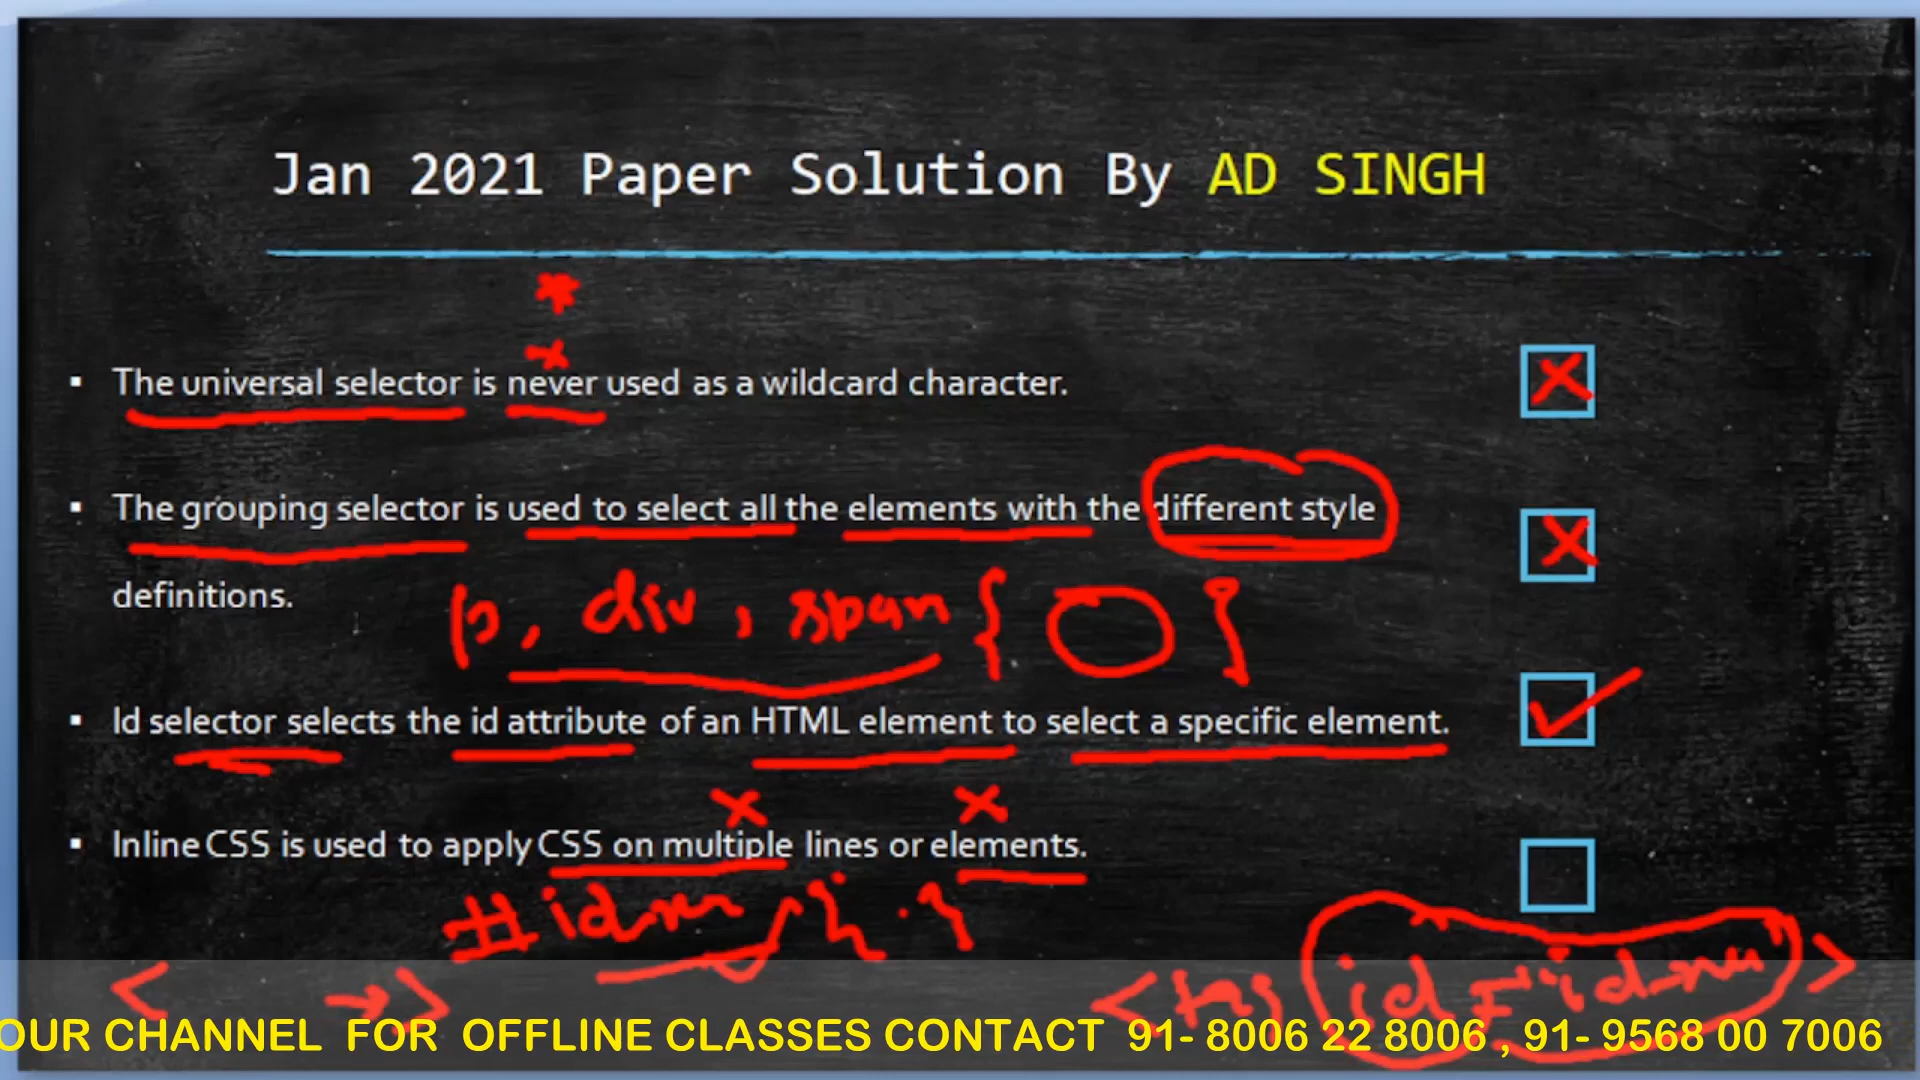 Jan 2021 Paper Solution By AD SINGH
*
x
▪ The universal selector is never used as a wildcard character.
X
▪ The grouping selector is used to select all the elements with the different style
X
definitions.
p, div, span { }
▪ Id selector selects the id attribute of an HTML element to select a specific element.
x x
▪ Inline CSS is used to apply CSS on multiple lines or elements.
OUR CHANNEL FOR OFFLINE CLASSES CONTACT 91- 8006 22 8006 , 91- 9568 00 7006